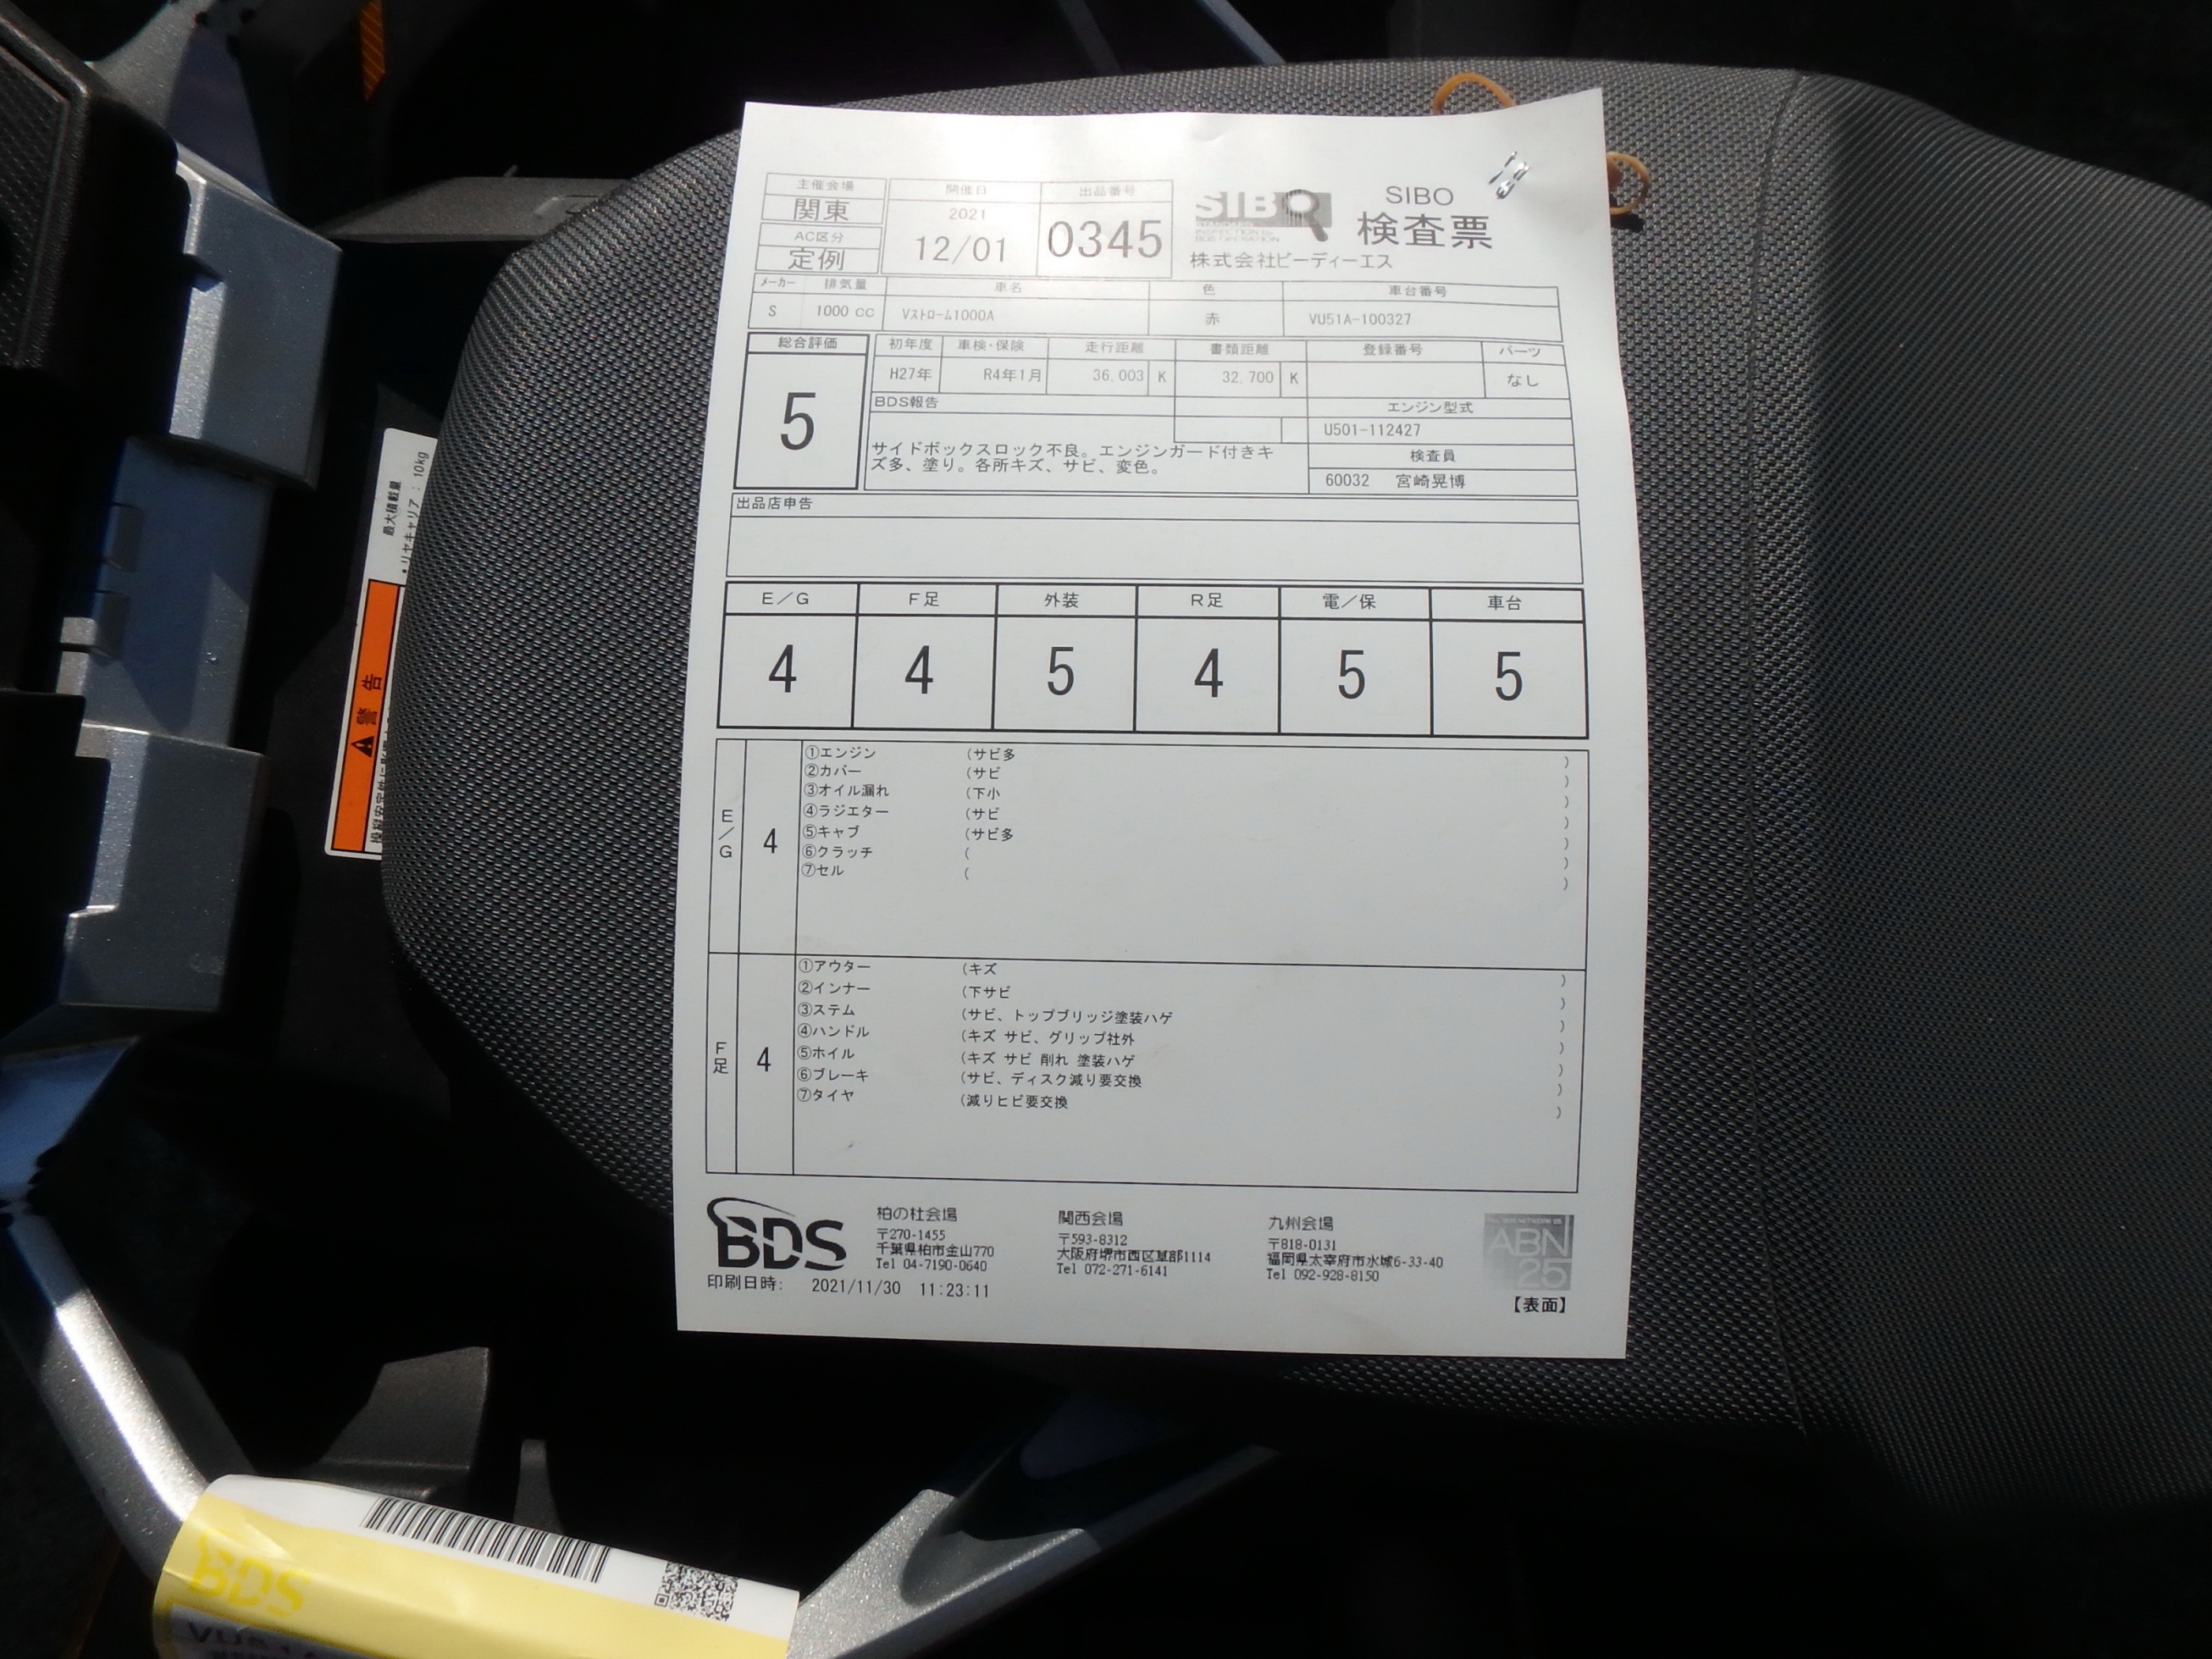 主催会場
関東
AC区分
定例
開催日
2021
12/01
出品番号
0345
SIBO
SIBO
検査票
株式会社ビーディーエス
メーカー 排気量 車名 色 車台番号
S 1000 CC Vストローム1000A 赤 VU51A-100327
総合評価
5
初年度 車検・保険 走行距離 書類距離 登録番号 パーツ
H27年 R4年1月 36,003 K 32,700 K なし
BDS報告
サイドボックスロック不良。エンジンガード付きキ
ズ多、塗り。各所キズ、サビ、変色。
エンジン型式
U501-112427
検査員
60032 宮崎晃博
出品店申告
E/G F足 外装 R足 電/保 車台
4 4 5 4 5 5
E/G
4
①エンジン (サビ多 )
②カバー (サビ )
③オイル漏れ (下小 )
④ラジエター (サビ )
⑤キャブ (サビ多 )
⑥クラッチ ( )
⑦セル ( )
F足
4
①アウター (キズ )
②インナー (下サビ )
③ステム (サビ、トップブリッジ塗装ハゲ )
④ハンドル (キズ サビ、グリップ社外 )
⑤ホイル (キズ サビ 削れ 塗装ハゲ )
⑥ブレーキ (サビ、ディスク減り要交換 )
⑦タイヤ (減りヒビ要交換 )
BDS
柏の杜会場
〒270-1455
千葉県柏市金山770
Tel 04-7190-0640
関西会場
〒593-8312
大阪府堺市西区草部1114
Tel 072-271-6141
九州会場
〒818-0131
福岡県太宰府市水城6-33-40
Tel 092-928-8150
ABN
25
印刷日時: 2021/11/30 11:23:11
【表面】
最大積載量
・リヤキャリア:10kg
警告
BDS